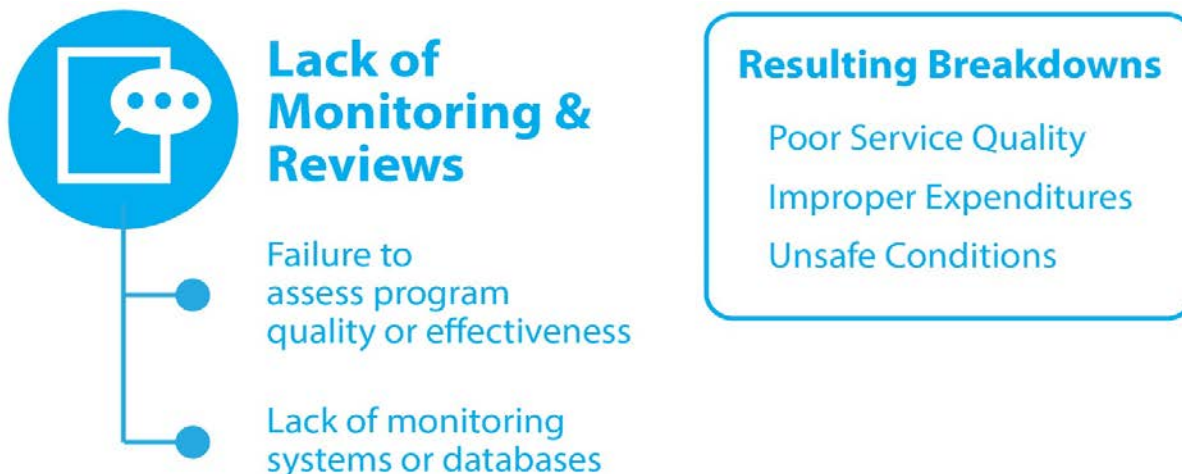 Lack of
Monitoring &
Reviews
Failure to
assess program
quality or effectiveness
Lack of monitoring
systems or databases
Resulting Breakdowns
Poor Service Quality
Improper Expenditures
Unsafe Conditions